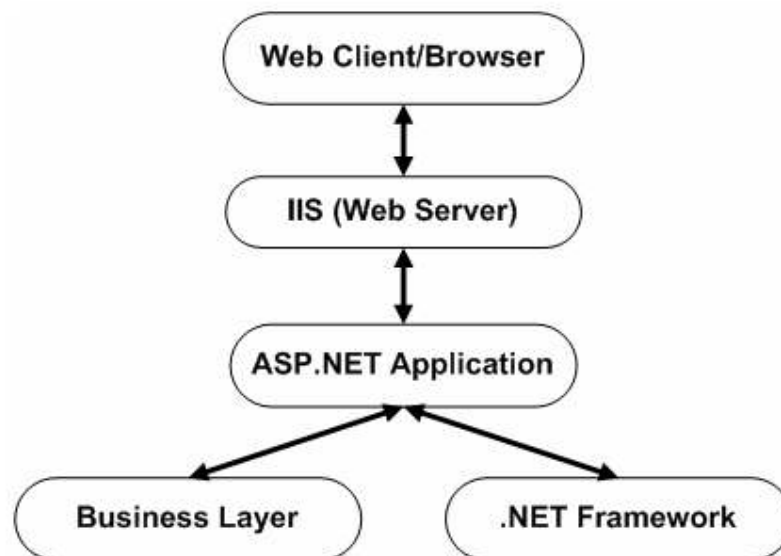 Web Client/Browser
IIS (Web Server)
ASP.NET Application
Business Layer
.NET Framework